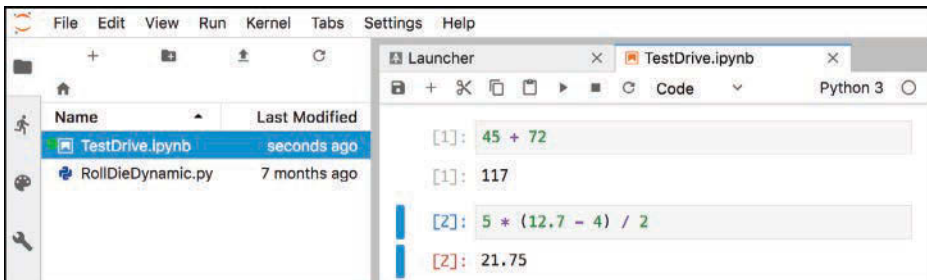 File Edit View Run Kernel Tabs Settings Help
Launcher
TestDrive.ipynb
Code
Python 3
Name Last Modified
TestDrive.ipynb seconds ago
RollDieDynamic.py 7 months ago
[1]: 45 + 72
[1]: 117
[2]: 5 * (12.7 - 4) / 2
[2]: 21.75